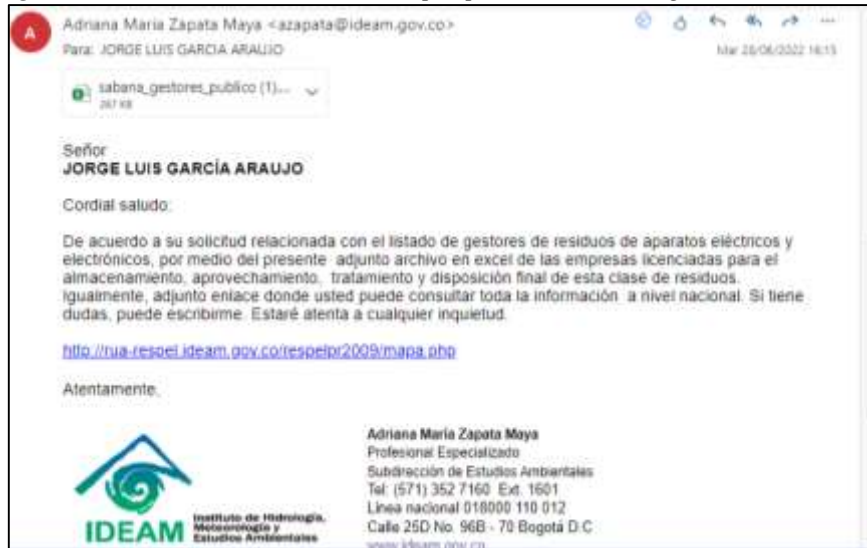 A
Adriana Maria Zapata Maya <azapata@ideam.gov.co>
Para: JORGE LUIS GARCIA ARAUJO
Mar 28/06/2022 16:15
sabana_gestores_publico (1)...
267 KB
Señor
JORGE LUIS GARCÍA ARAUJO
Cordial saludo:
De acuerdo a su solicitud relacionada con el listado de gestores de residuos de aparatos eléctricos y
electrónicos, por medio del presente adjunto archivo en excel de las empresas licenciadas para el
almacenamiento, aprovechamiento, tratamiento y disposición final de esta clase de residuos.
Igualmente, adjunto enlace donde usted puede consultar toda la información a nivel nacional. Si tiene
dudas, puede escribirme. Estaré atenta a cualquier inquietud.
http://rua-respel.ideam.gov.co/respelpr2009/mapa.php
Atentamente,
Adriana María Zapata Maya
Profesional Especializado
Subdirección de Estudios Ambientales
Tel: (571) 352 7160 Ext. 1601
Línea nacional 018000 110 012
Calle 25D No. 96B - 70 Bogotá D.C
www.ideam.gov.co
IDEAM
Instituto de Hidrología,
Meteorología y
Estudios Ambientales